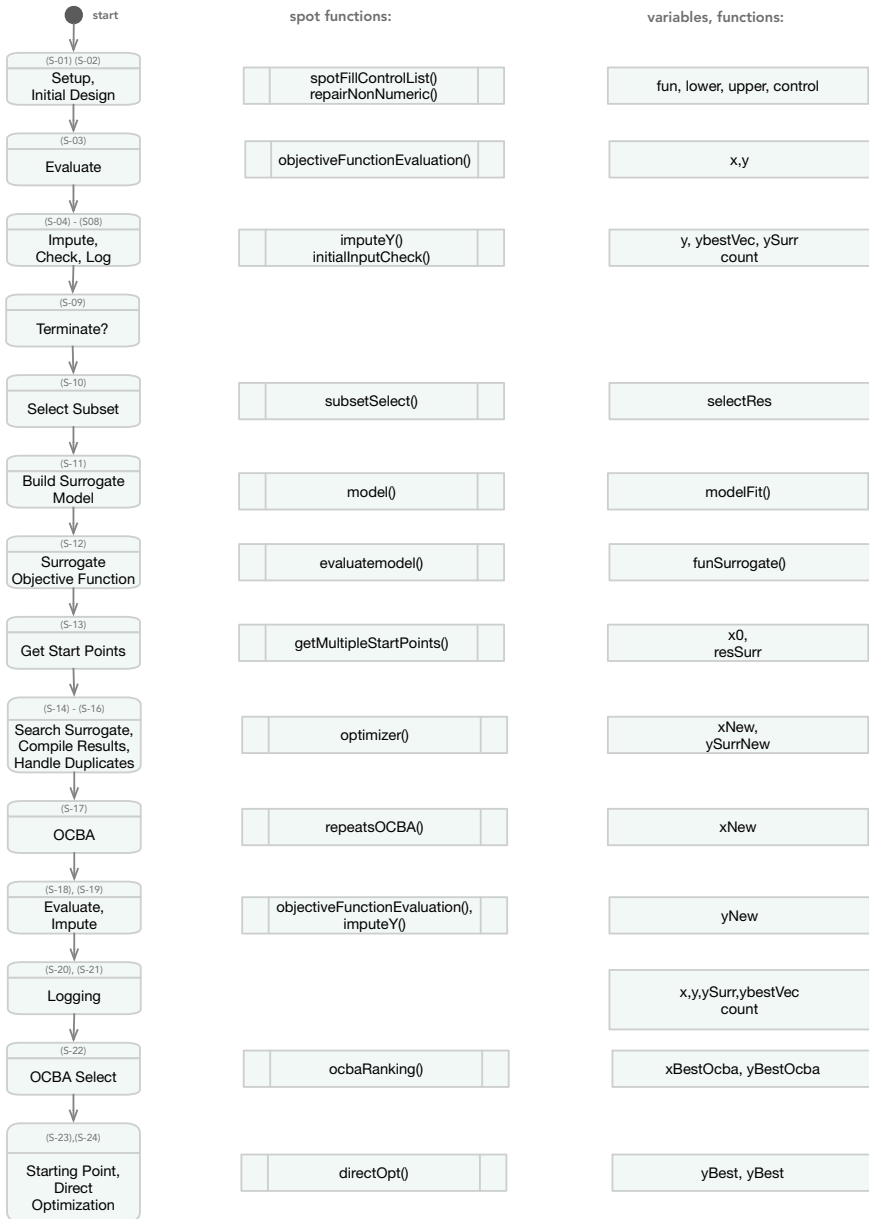 start
spot functions:
variables, functions:
(S-01) (S-02)
Setup,
Initial Design
spotFillControlList()
repairNonNumeric()
fun, lower, upper, control
(S-03)
Evaluate
objectiveFunctionEvaluation()
x,y
(S-04) - (S08)
Impute,
Check, Log
imputeY()
initialInputCheck()
y, ybestVec, ySurr
count
(S-09)
Terminate?
(S-10)
Select Subset
subsetSelect()
selectRes
(S-11)
Build Surrogate
Model
model()
modelFit()
(S-12)
Surrogate
Objective Function
evaluatemodel()
funSurrogate()
(S-13)
Get Start Points
getMultipleStartPoints()
x0,
resSurr
(S-14) - (S-16)
Search Surrogate,
Compile Results,
Handle Duplicates
optimizer()
xNew,
ySurrNew
(S-17)
OCBA
repeatsOCBA()
xNew
(S-18), (S-19)
Evaluate,
Impute
objectiveFunctionEvaluation(),
imputeY()
yNew
(S-20), (S-21)
Logging
x,y,ySurr,ybestVec
count
(S-22)
OCBA Select
ocbaRanking()
xBestOcba, yBestOcba
(S-23),(S-24)
Starting Point,
Direct
Optimization
directOpt()
yBest, yBest